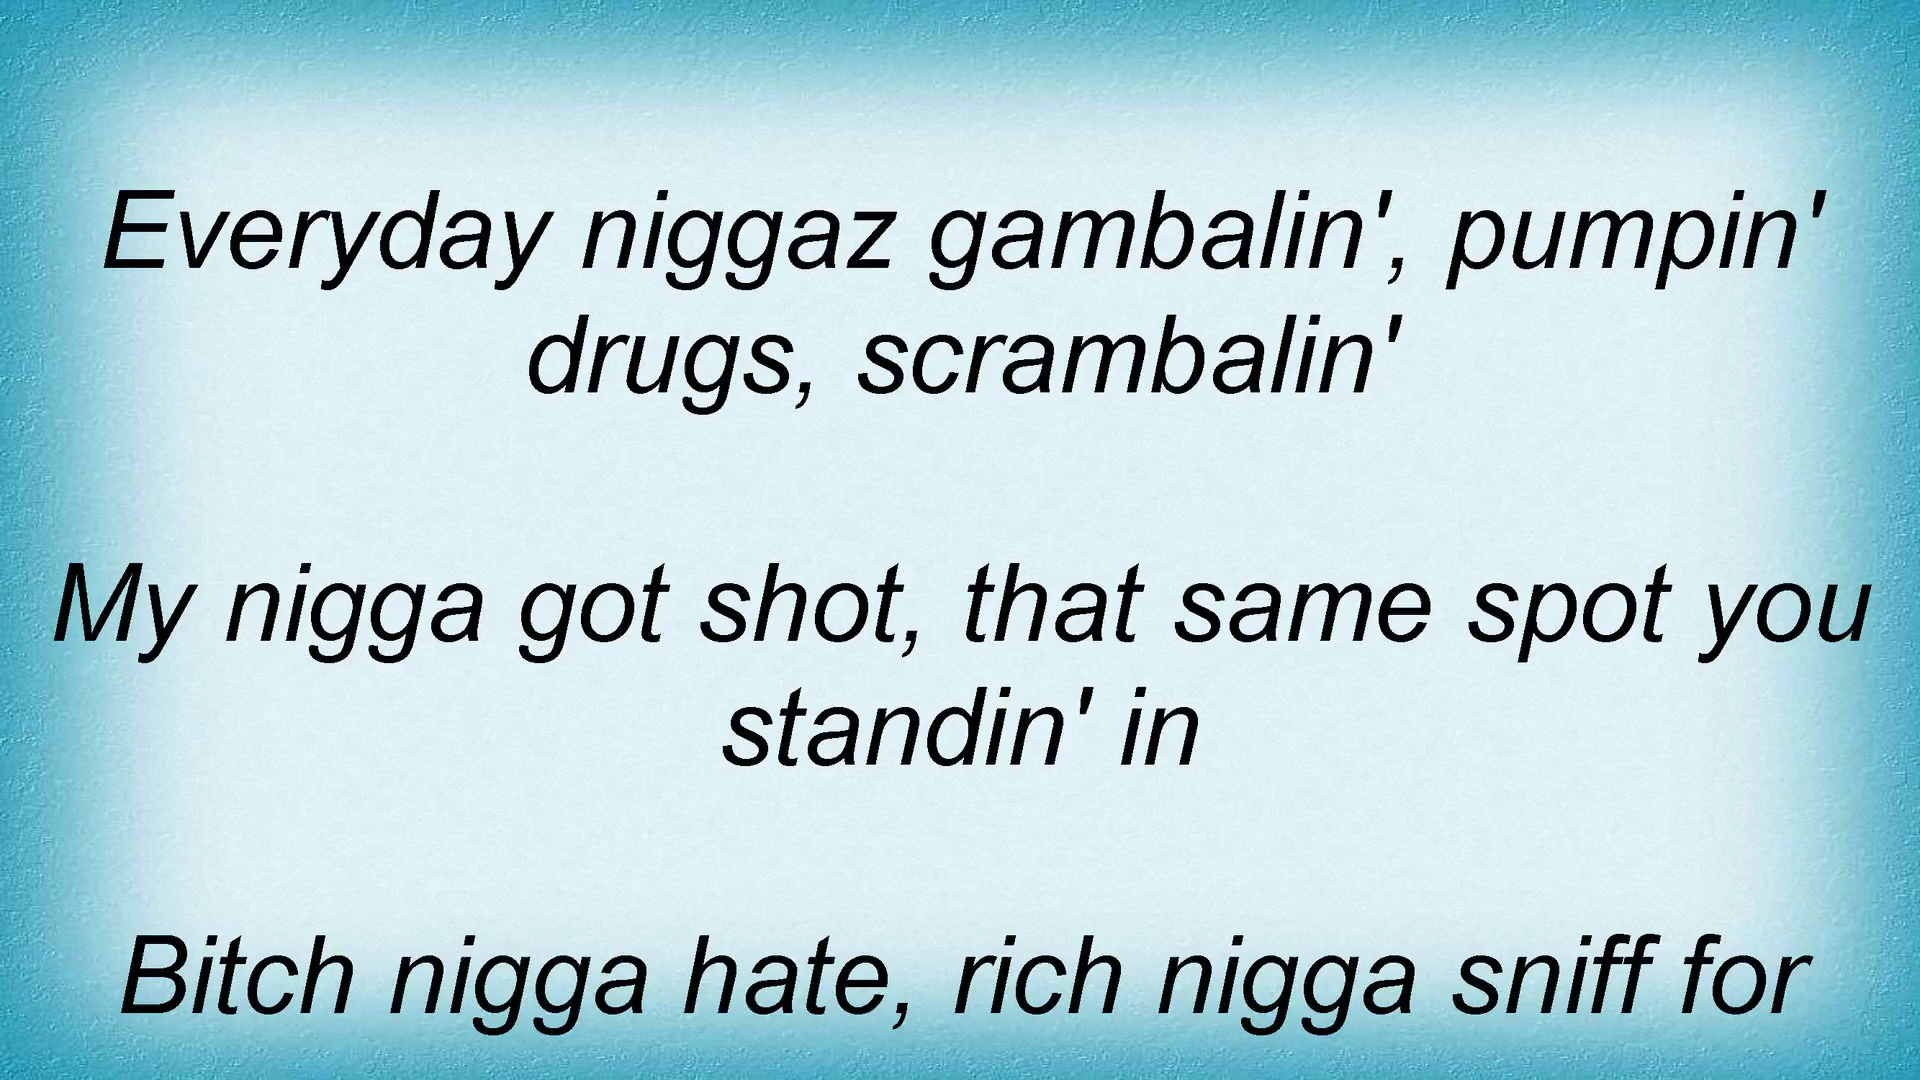 Everyday niggaz gambalin', pumpin'
drugs, scrambalin'
My nigga got shot, that same spot you
standin' in
Bitch nigga hate, rich nigga sniff for